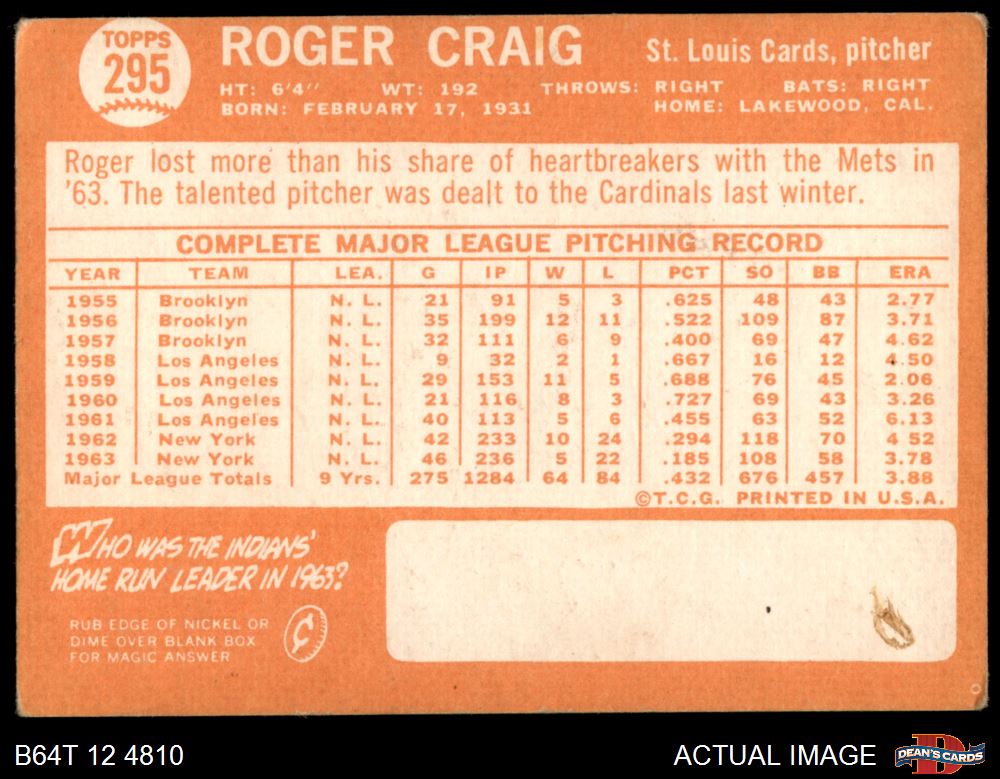 TOPPS
295
ROGER CRAIG
St. Louis Cards, pitcher
HT: 6'4" WT: 192 THROWS: RIGHT BATS: RIGHT
BORN: FEBRUARY 17, 1931 HOME: LAKEWOOD, CAL.
Roger lost more than his share of heartbreakers with the Mets in
'63. The talented pitcher was dealt to the Cardinals last winter.
COMPLETE MAJOR LEAGUE PITCHING RECORD
YEAR TEAM LEA. G IP W L PCT SO BB ERA
1955 Brooklyn N. L. 21 91 5 3 .625 48 43 2.77
1956 Brooklyn N. L. 35 199 12 11 .522 109 87 3.71
1957 Brooklyn N. L. 32 111 6 9 .400 69 47 4.62
1958 Los Angeles N. L. 9 32 2 1 .667 16 12 4.50
1959 Los Angeles N. L. 29 153 11 5 .688 76 45 2.06
1960 Los Angeles N. L. 21 116 8 3 .727 69 43 3.26
1961 Los Angeles N. L. 40 113 5 6 .455 63 52 6.13
1962 New York N. L. 42 233 10 24 .294 118 70 4 52
1963 New York N. L. 46 236 5 22 .185 108 58 3.78
Major League Totals 9 Yrs. 275 1284 64 84 .432 676 457 3.88
©T.C.G. PRINTED IN U.S.A.
WHO WAS THE INDIANS'
HOME RUN LEADER IN 1963?
RUB EDGE OF NICKEL OR
DIME OVER BLANK BOX
FOR MAGIC ANSWER
¢
B64T 12 4810
ACTUAL IMAGE
D
DEAN'S CARDS